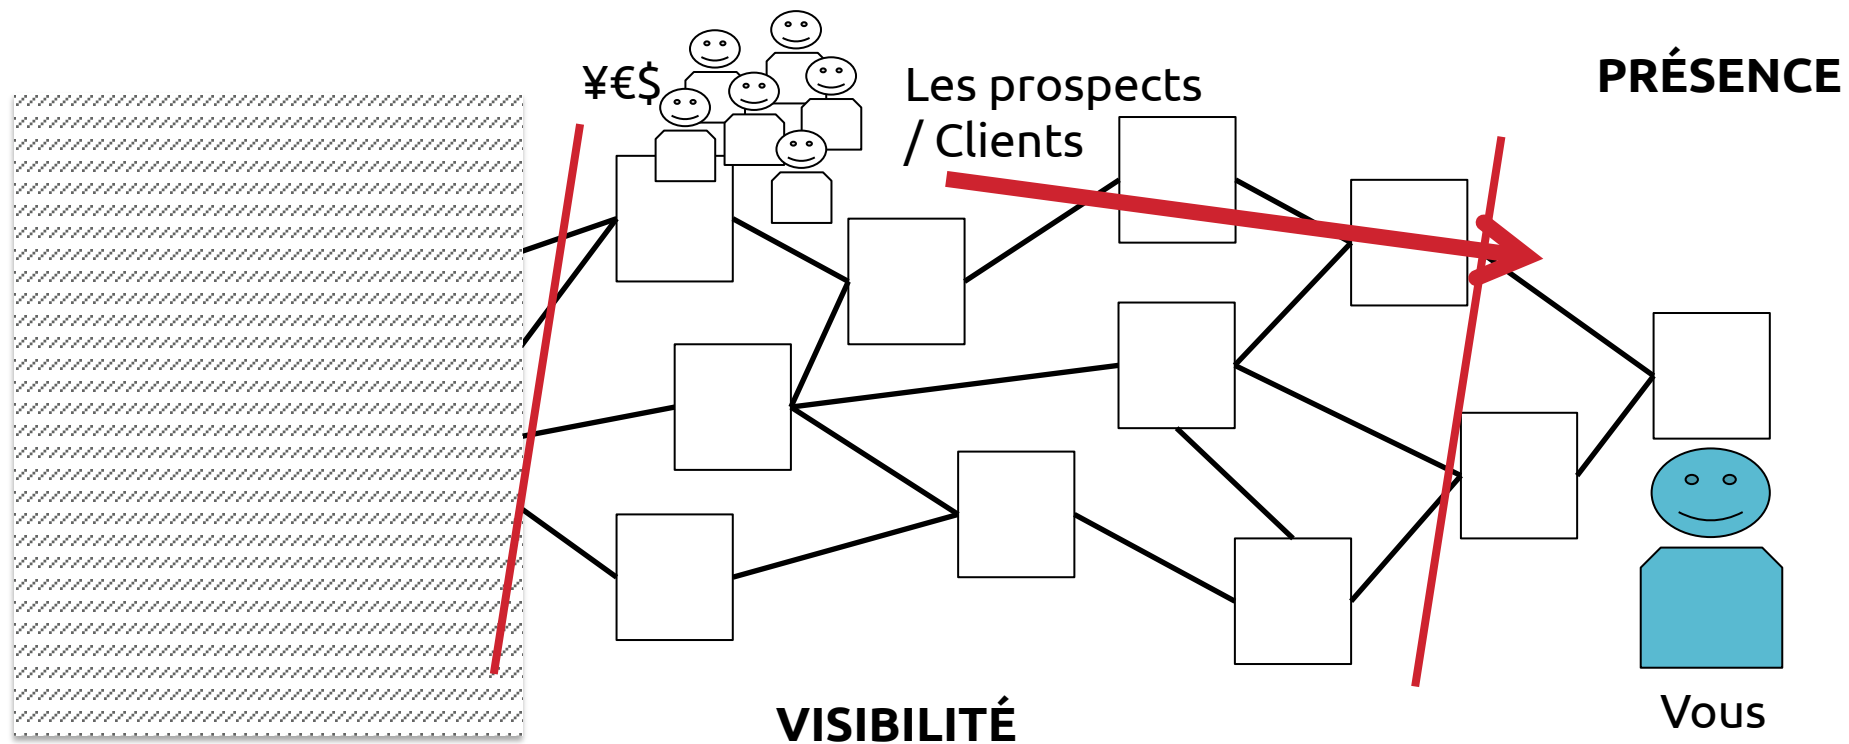 ¥€$
Les prospects
/ Clients
PRÉSENCE
VISIBILITÉ
Vous